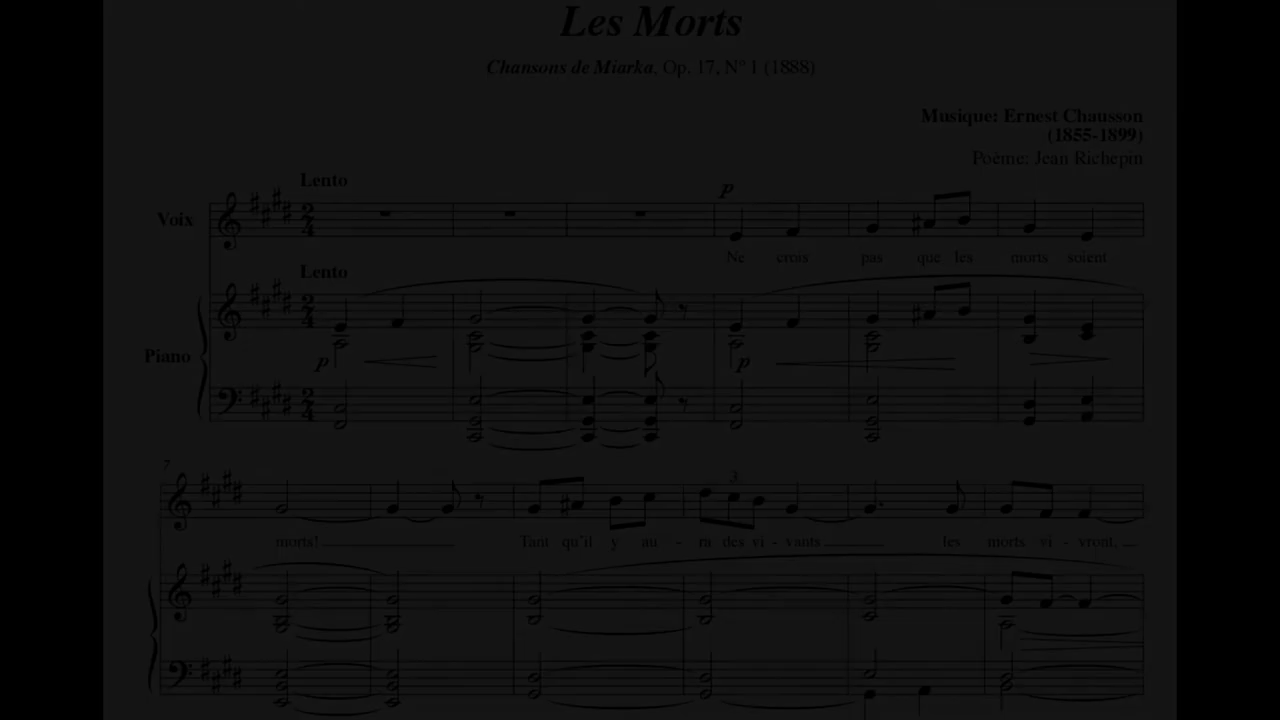 Les Morts
Chansons de Miarka, Op. 17, Nº 1 (1888)
Musique: Ernest Chausson
(1855-1899)
Poème: Jean Richepin
Lento
p
Voix
Ne crois pas que les morts soient
Lento
Piano
p p
7
3
morts! Tant qu'il y au - ra des vi - vants les morts vi - vront,